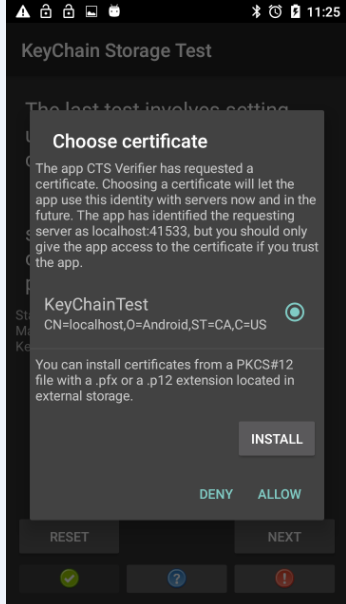 11:25
KeyChain Storage Test
The last test involves setting
Choose certificate
The app CTS Verifier has requested a
certificate. Choosing a certificate will let the
app use this identity with servers now and in the
future. The app has identified the requesting
server as localhost:41533, but you should only
give the app access to the certificate if you trust
the app.
KeyChainTest
CN=localhost,O=Android,ST=CA,C=US
You can install certificates from a PKCS#12
file with a .pfx or a .p12 extension located in
external storage.
INSTALL
DENY ALLOW
RESET NEXT